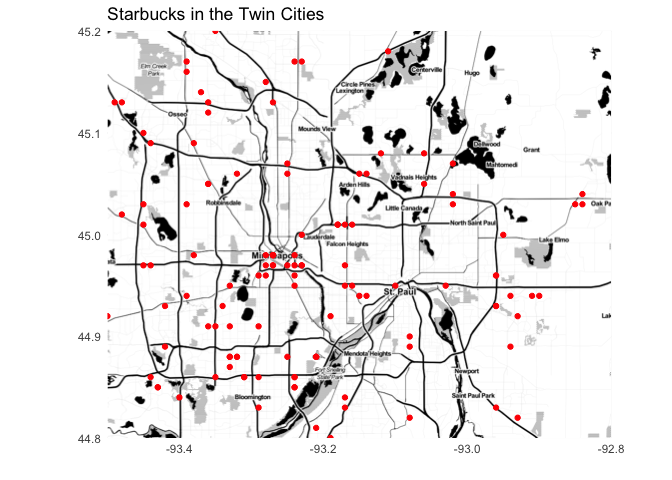 Starbucks in the Twin Cities
45.2
Elm Creek
Park
Centerville
Hugo
Circle Pines
Lexington
Osseo
45.1
Mounds View
Dellwood
Grant
Mahtomedi
Vadnais Heights
Arden Hills
Robbinsdale
Little Canada
Oak Pa
North Saint Paul
45.0
Lauderdale
Falcon Heights
Lake Elmo
Minneapolis
St. Paul
Lak
44.9
Mendota Heights
Fort Snelling
State Park
Newport
Bloomington
Saint Paul Park
44.8
-93.4
-93.2
-93.0
-92.8